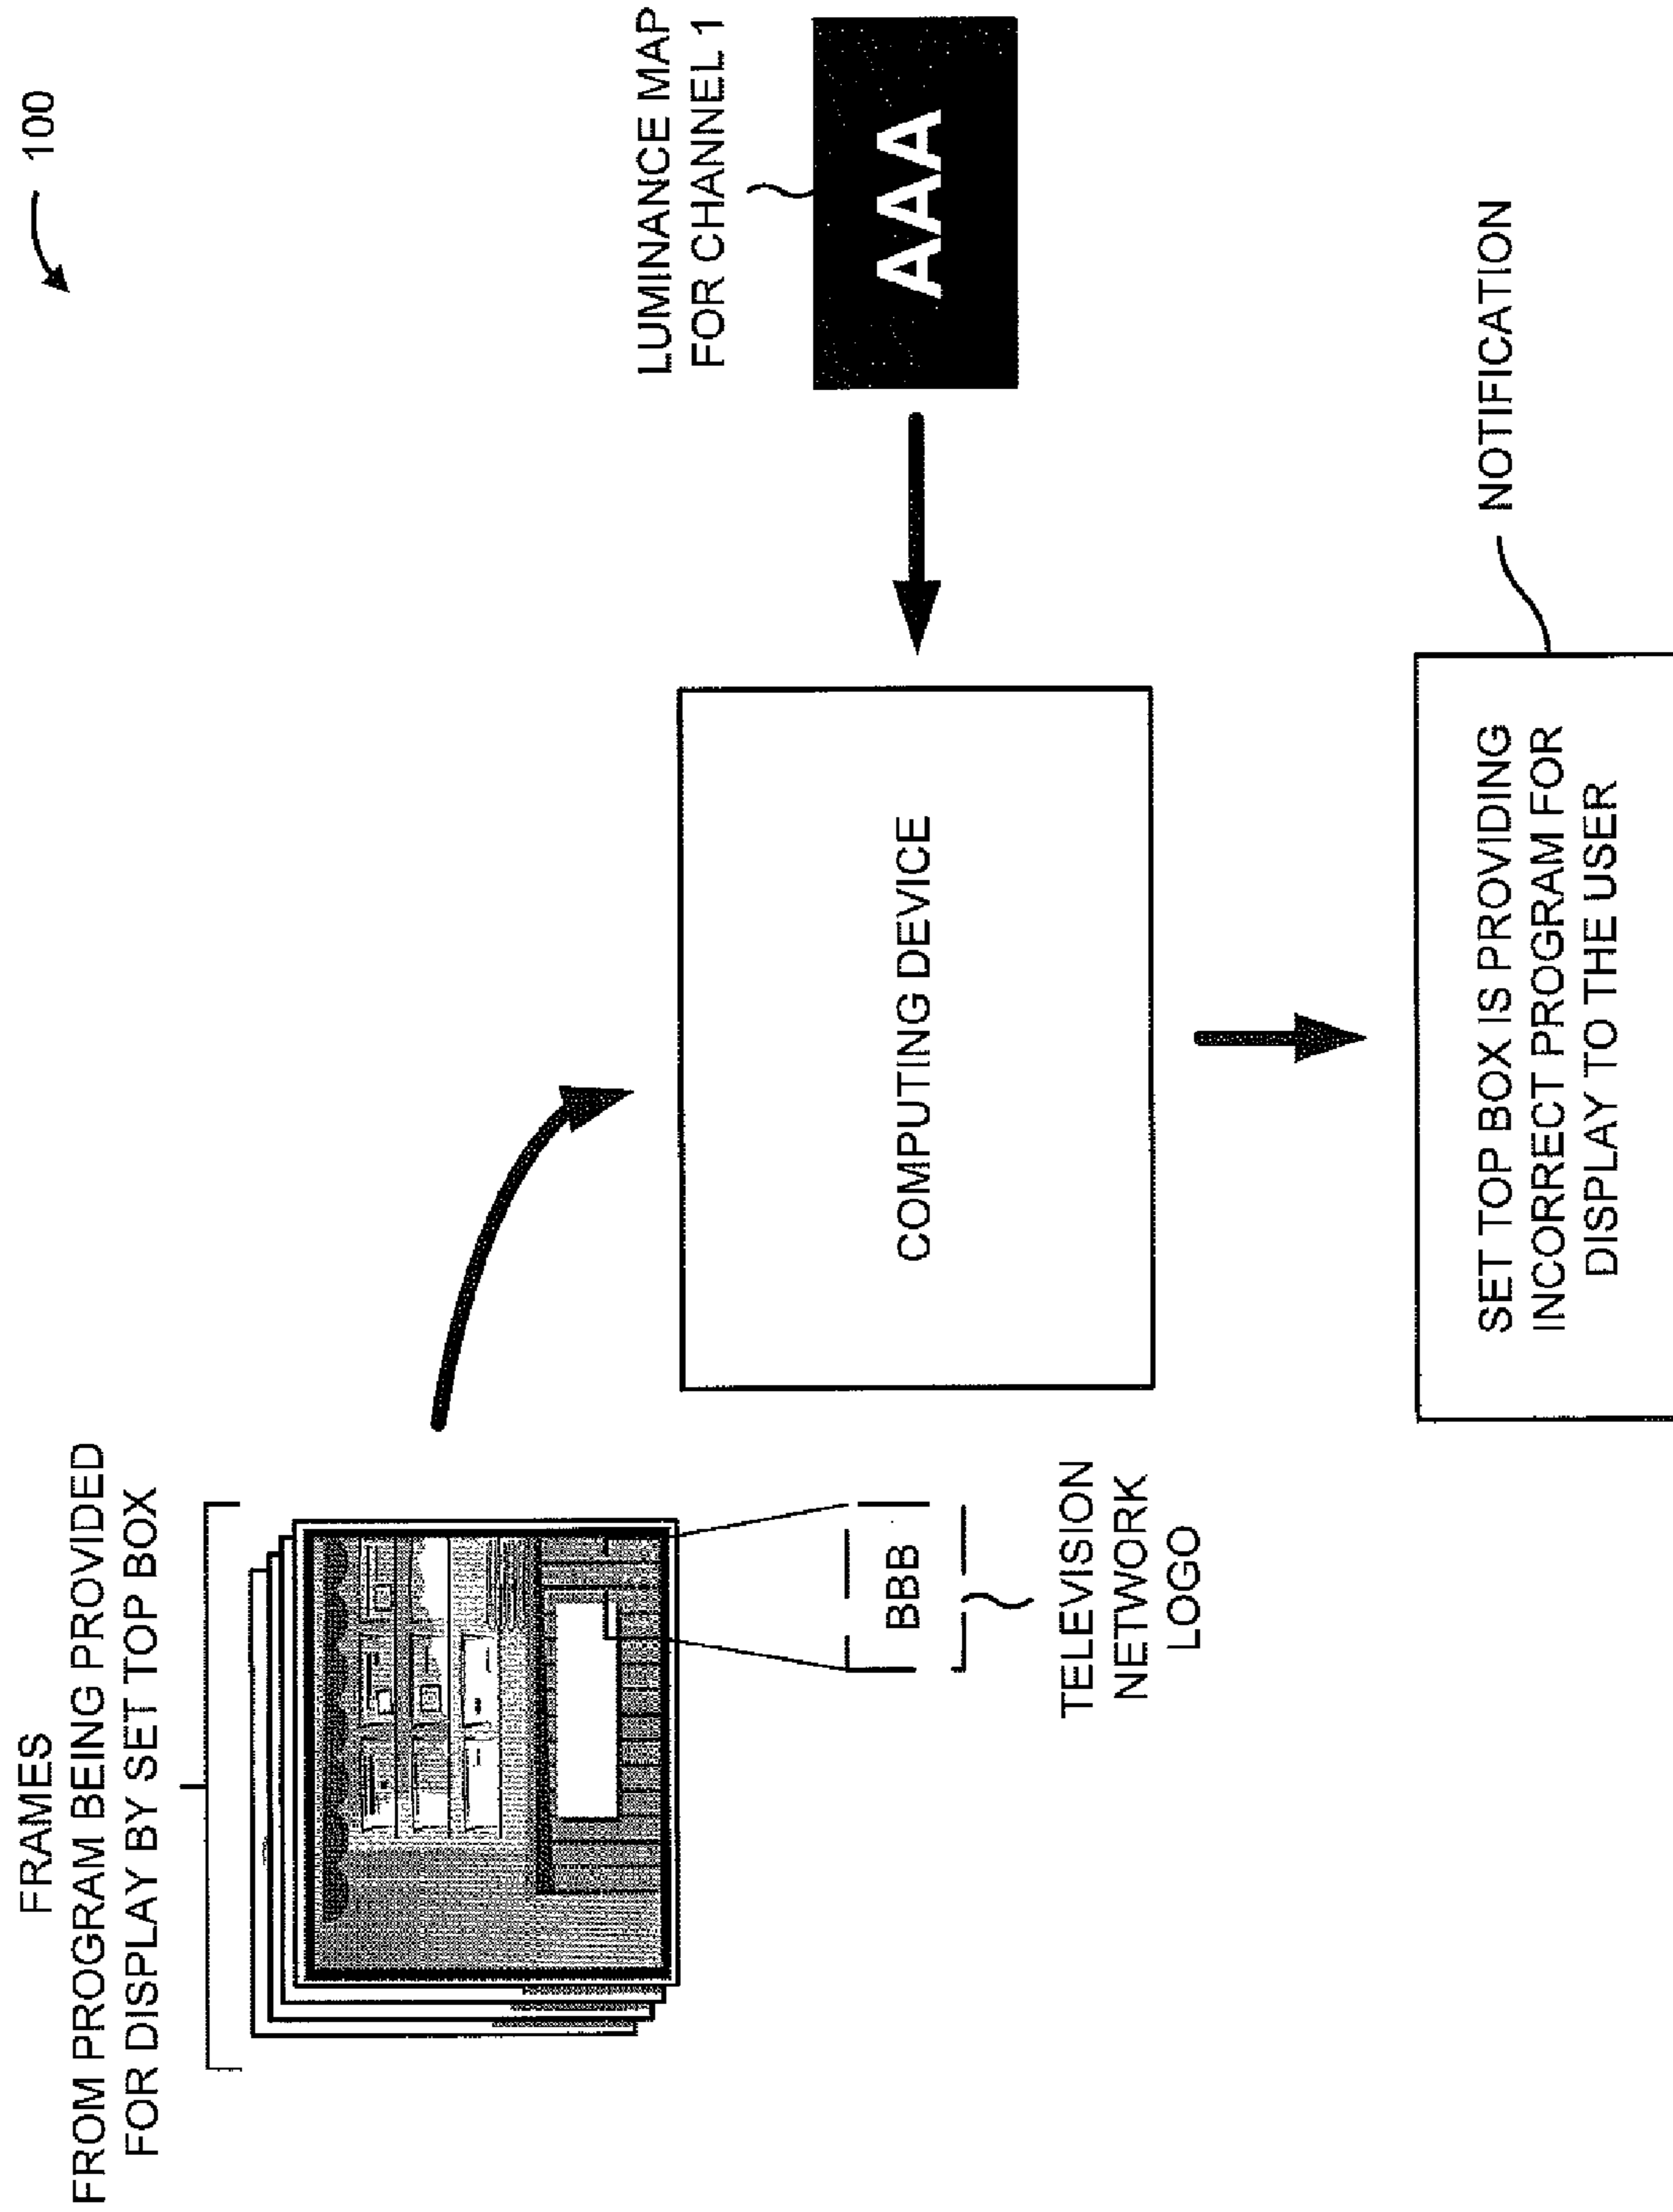 100
FRAMES
FROM PROGRAM BEING PROVIDED
FOR DISPLAY BY SET TOP BOX
BBB
TELEVISION
NETWORK
LOGO
COMPUTING DEVICE
LUMINANCE MAP
FOR CHANNEL 1
AAA
SET TOP BOX IS PROVIDING
INCORRECT PROGRAM FOR
DISPLAY TO THE USER
NOTIFICATION